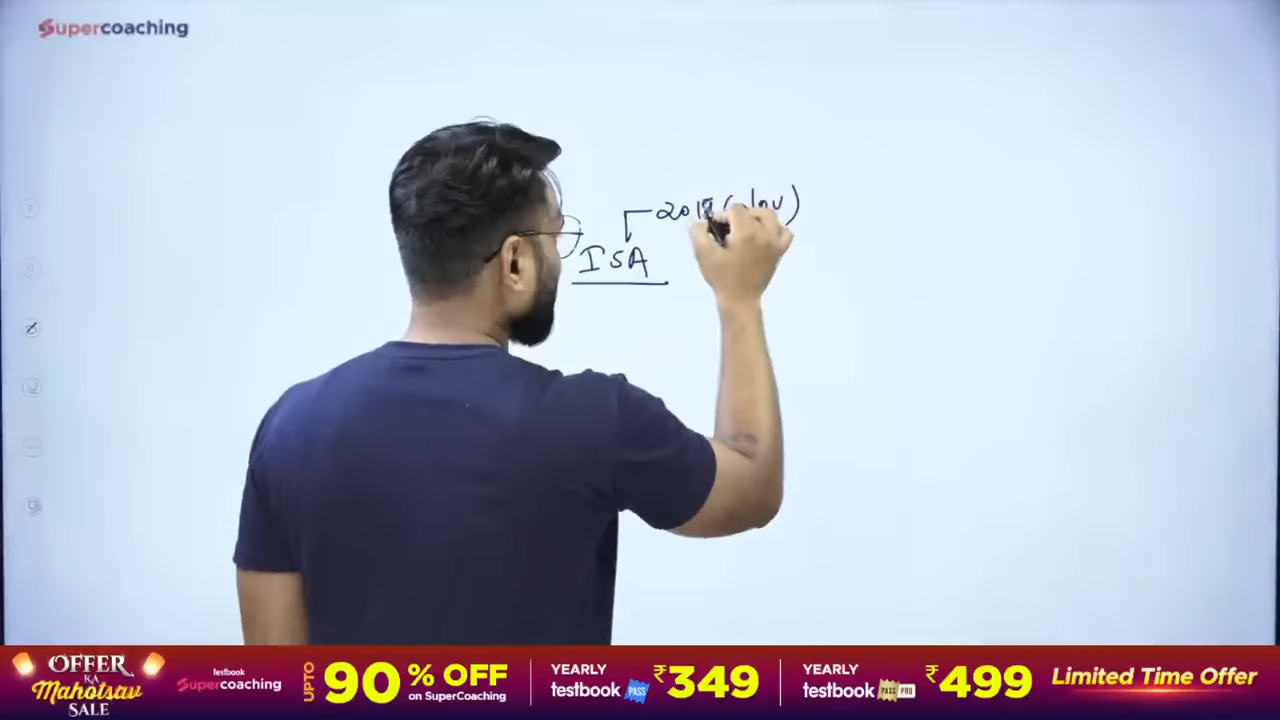 Supercoaching
ISA
OFFER
KA
Mahotsav
SALE
testbook
Supercoaching
UPTO
90% OFF
on SuperCoaching
YEARLY
testbook PASS
₹349
YEARLY
testbook PASS PRO
₹499
Limited Time Offer